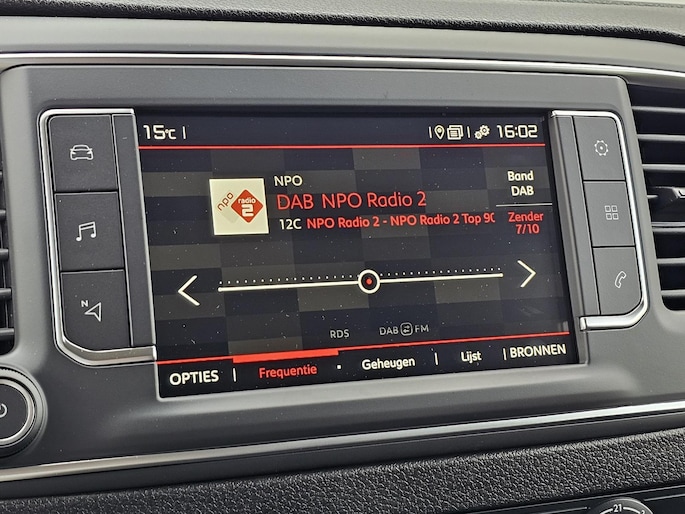 15°C
16:02
NPO
Band
DAB
npo
radio
2
DAB NPO Radio 2
12C NPO Radio 2 - NPO Radio 2 Top 90
Zender
7/10
N
RDS
DAB FM
OPTIES
Frequentie
Geheugen
Lijst
BRONNEN
21